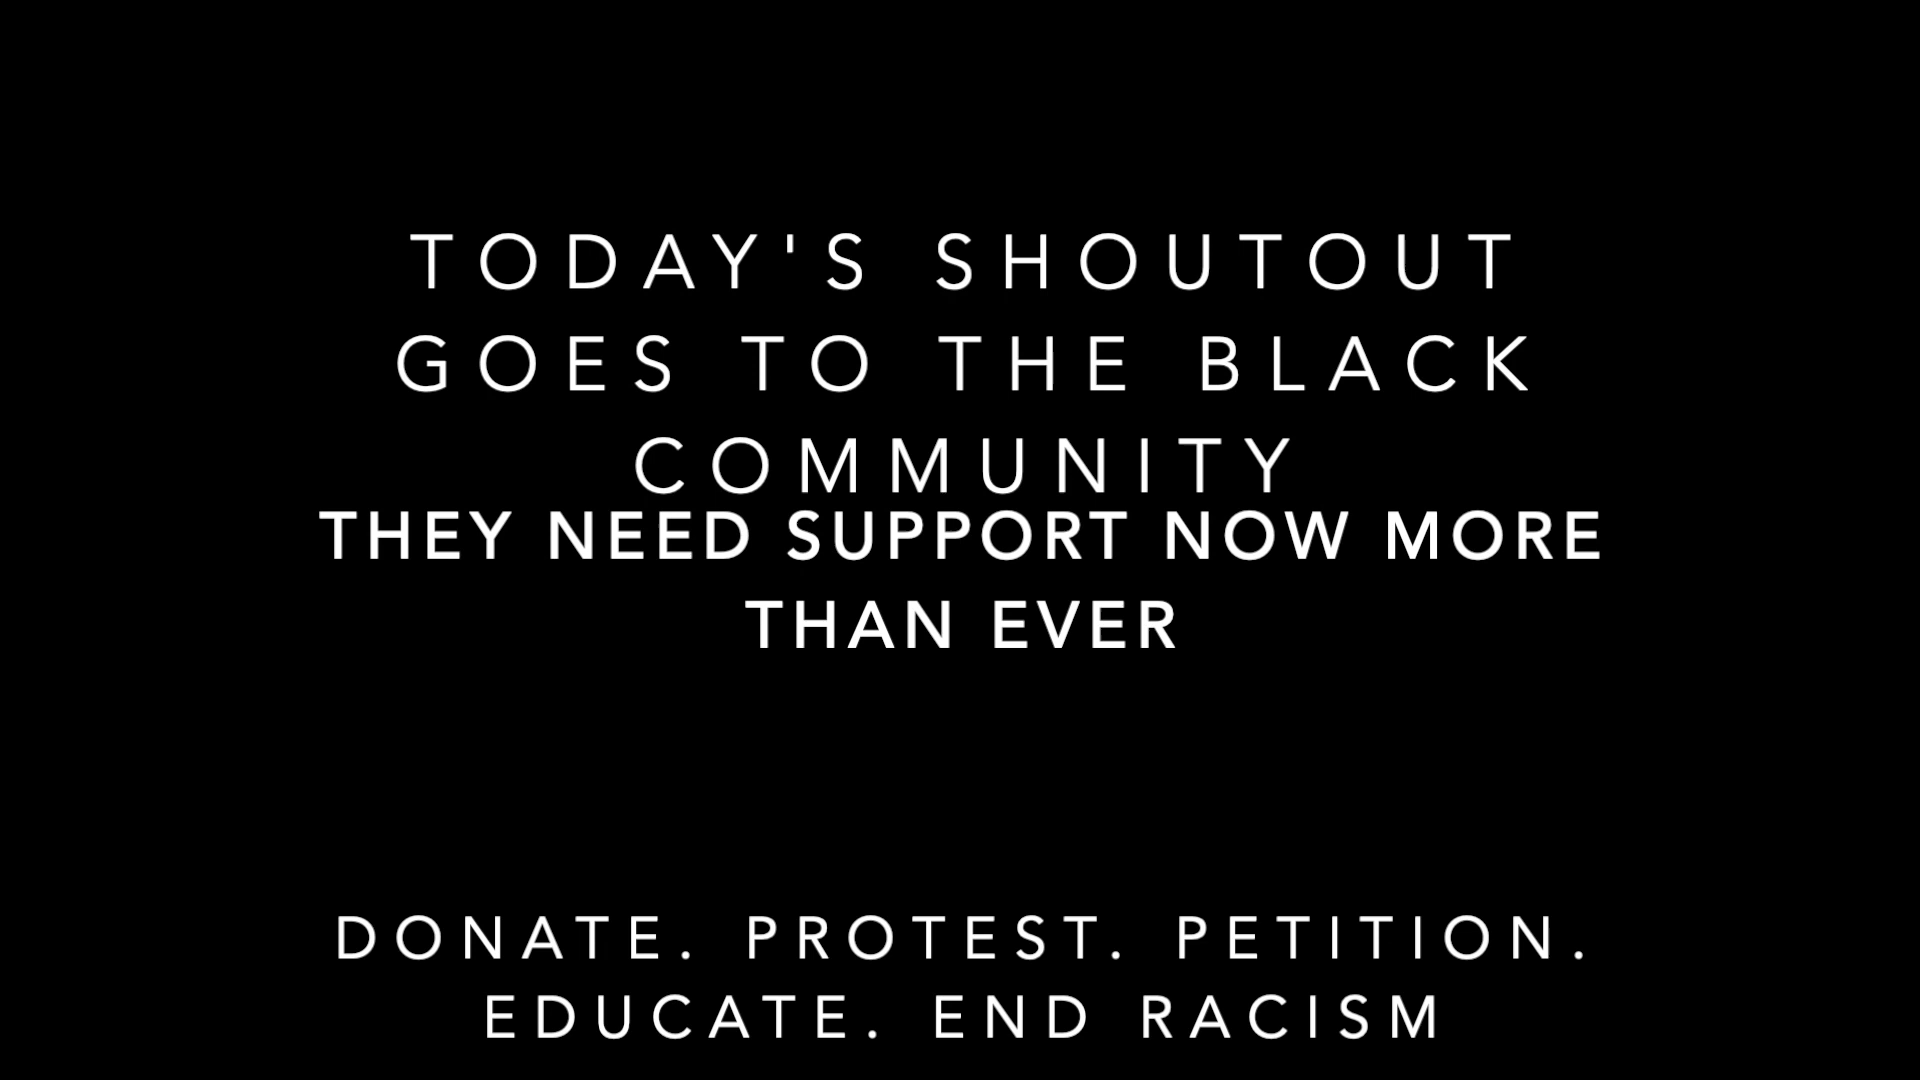 TODAY'S SHOUTOUT
GOES TO THE BLACK
COMMUNITY
THEY NEED SUPPORT NOW MORE
THAN EVER
DONATE. PROTEST. PETITION.
EDUCATE. END RACISM